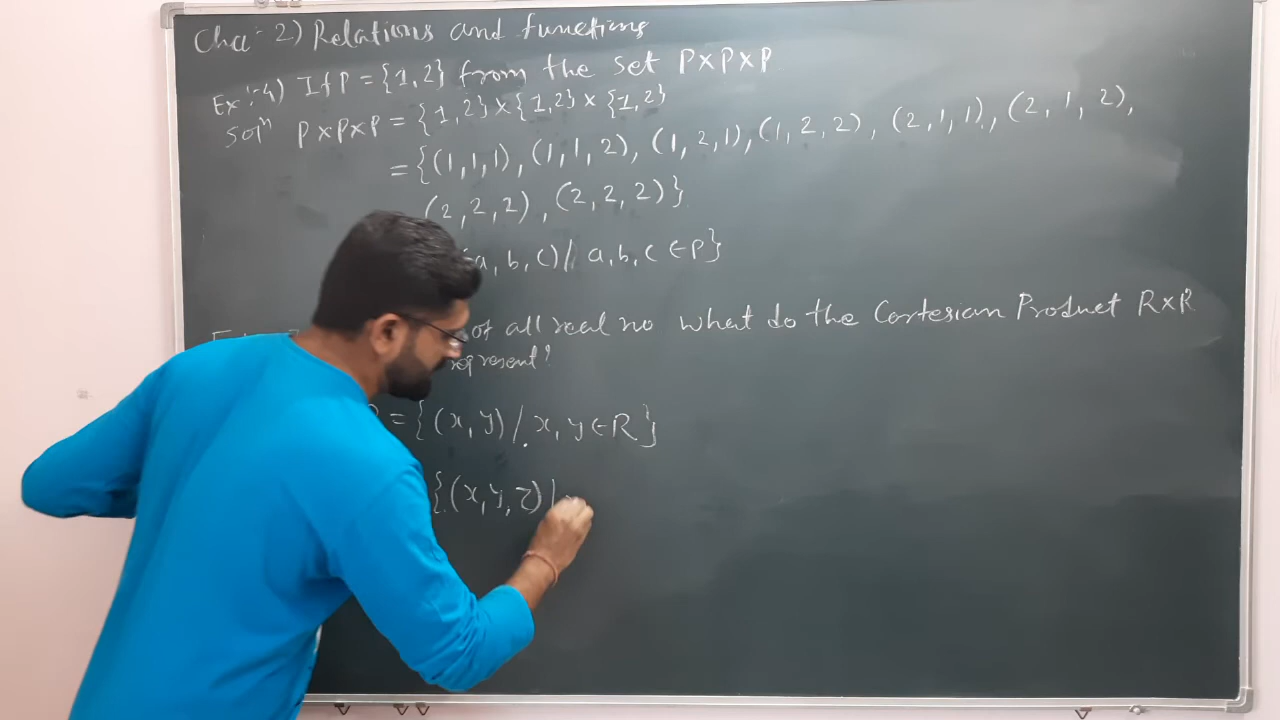 Cha:- 2) Relations and functions
Ex:-4) If P = {1,2} from the set P×P×P
Solⁿ P×P×P = {1,2}×{1,2}×{1,2}
= {(1,1,1), (1,1,2), (1,2,1), (1,2,2), (2,1,1), (2,1,2),
(2,2,2), (2,2,2)}
a, b, c) // a,b,c ∈ P}
of all real no what do the Cartesian Product R×R
represent?
= {(x, y) / x, y ∈ R}
{(x,y,z) |